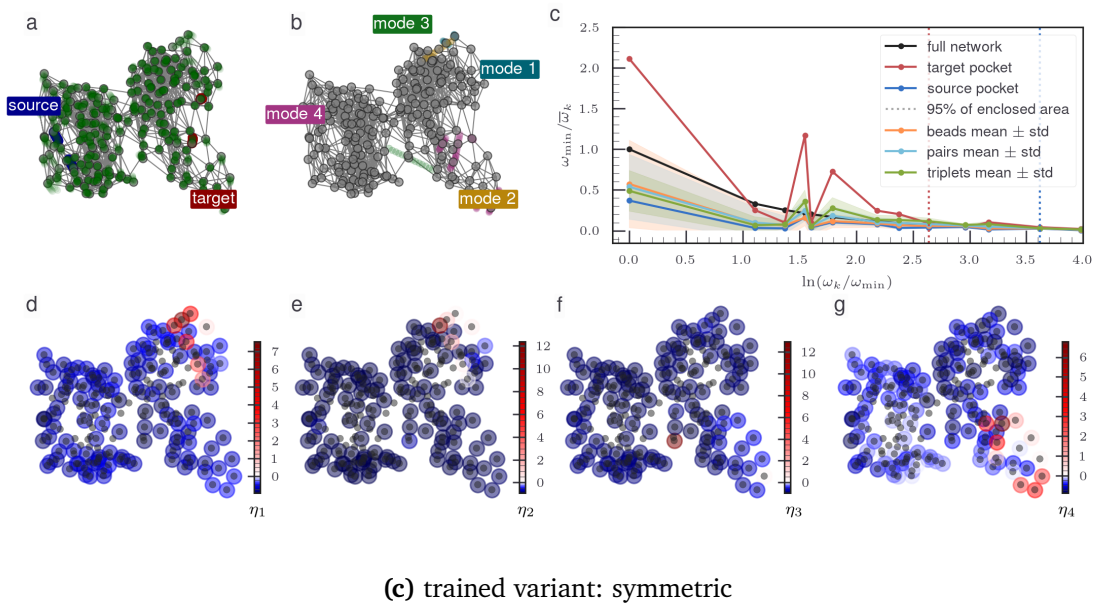 a
source
target
b
mode 3
mode 1
mode 4
mode 2
c
2.5
2.0
1.5
1.0
0.5
0.0
ω_min/ω̅_k
full network
target pocket
source pocket
95% of enclosed area
beads mean ± std
pairs mean ± std
triplets mean ± std
0.0 0.5 1.0 1.5 2.0 2.5 3.0 3.5 4.0
ln(ω_k/ω_min)
d
7
6
5
4
3
2
1
0
η1
e
12
10
8
6
4
2
0
η2
f
12
10
8
6
4
2
0
η3
g
6
5
4
3
2
1
0
η4
(c) trained variant: symmetric